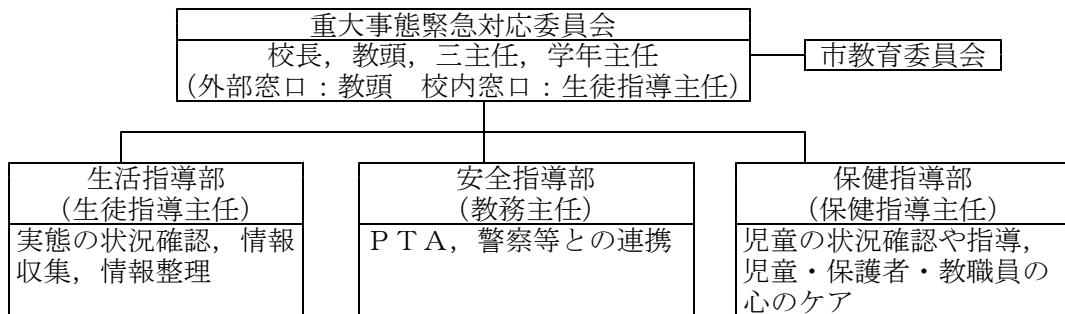 重大事態緊急対応委員会
校長，教頭，三主任，学年主任
（外部窓口：教頭　校内窓口：生徒指導主任）
市教育委員会
生活指導部
（生徒指導主任）
実態の状況確認，情報
収集，情報整理
安全指導部
（教務主任）
ＰＴＡ，警察等との連携
保健指導部
（保健指導主任）
児童の状況確認や指導，
児童・保護者・教職員の
心のケア